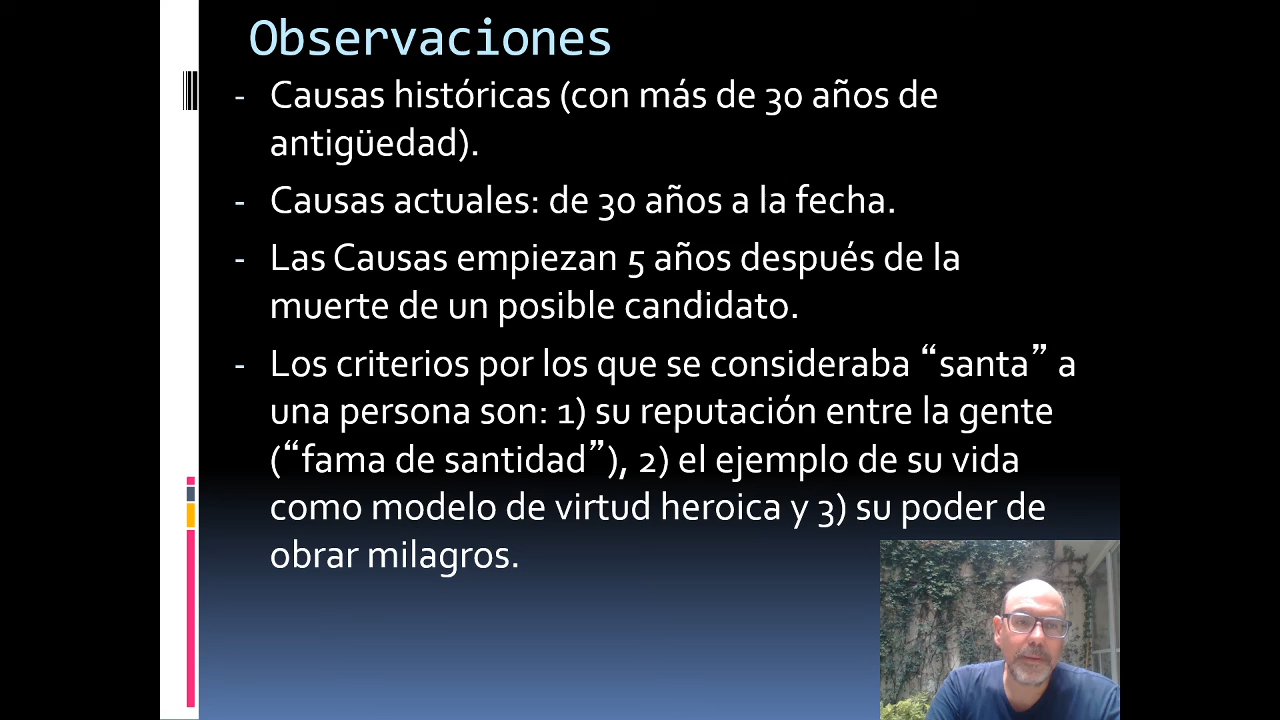 Observaciones
- Causas históricas (con más de 30 años de
antigüedad).
- Causas actuales: de 30 años a la fecha.
- Las Causas empiezan 5 años después de la
muerte de un posible candidato.
- Los criterios por los que se consideraba “santa” a
una persona son: 1) su reputación entre la gente
(“fama de santidad”), 2) el ejemplo de su vida
como modelo de virtud heroica y 3) su poder de
obrar milagros.